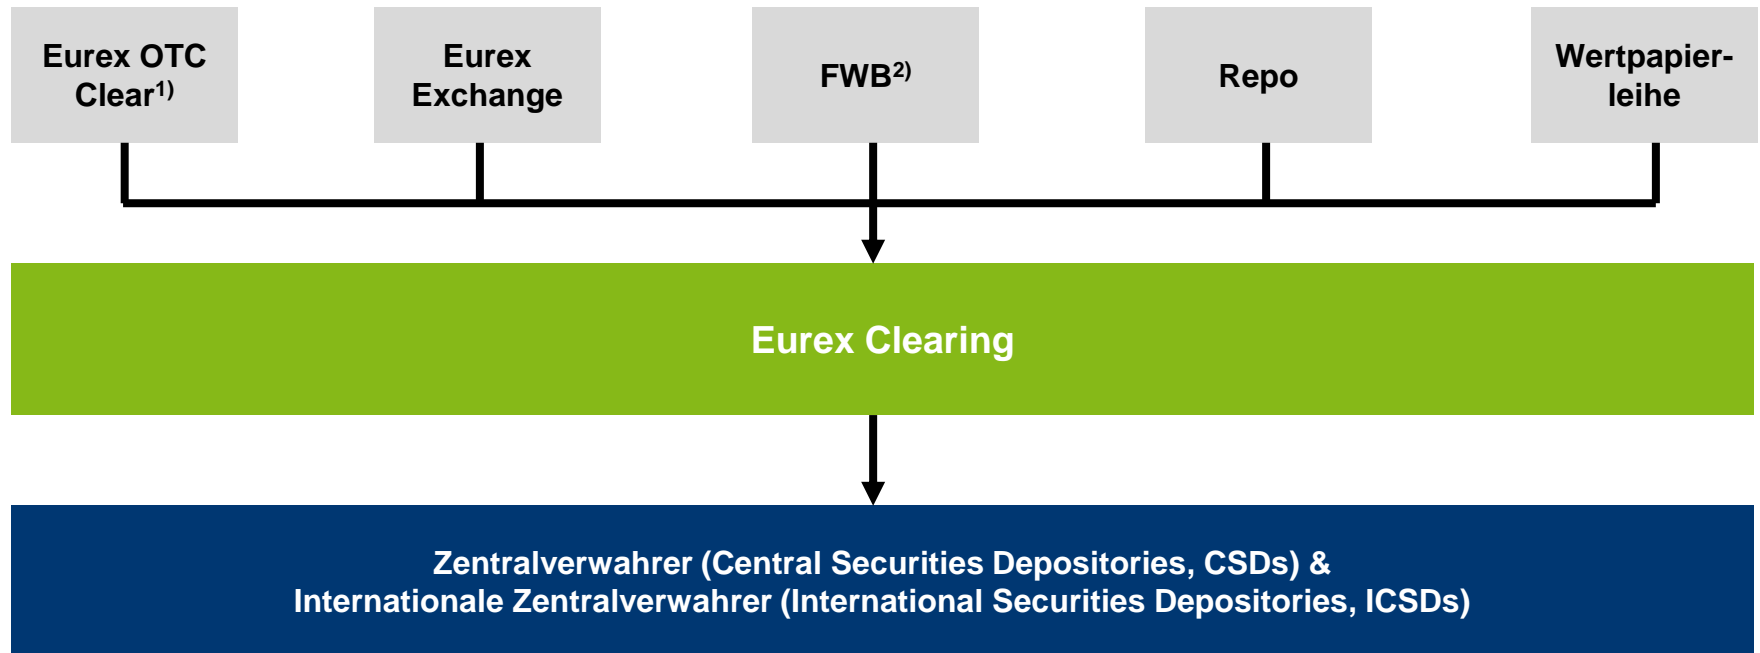 Eurex OTC
Clear1)
Eurex
Exchange
FWB2)
Repo
Wertpapier-
leihe
Eurex Clearing
Zentralverwahrer (Central Securities Depositories, CSDs) &
Internationale Zentralverwahrer (International Securities Depositories, ICSDs)